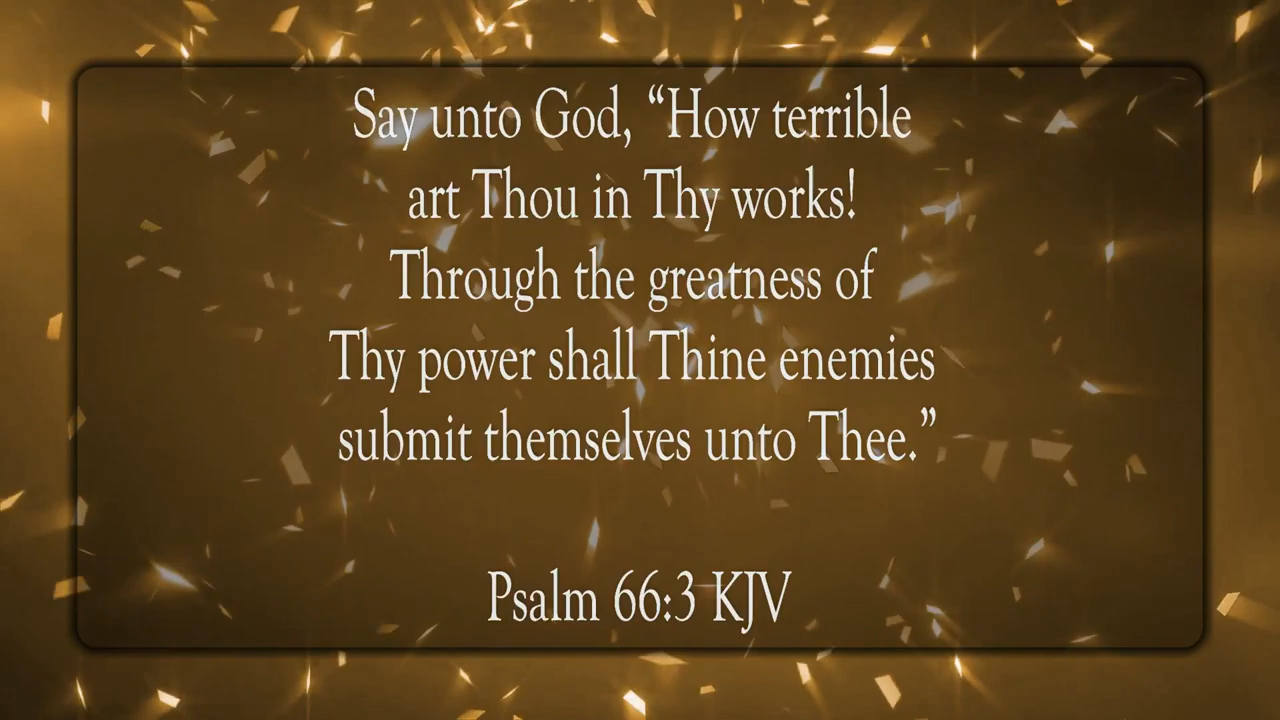 Say unto God, “How terrible
art Thou in Thy works!
Through the greatness of
Thy power shall Thine enemies
submit themselves unto Thee.”
Psalm 66:3 KJV